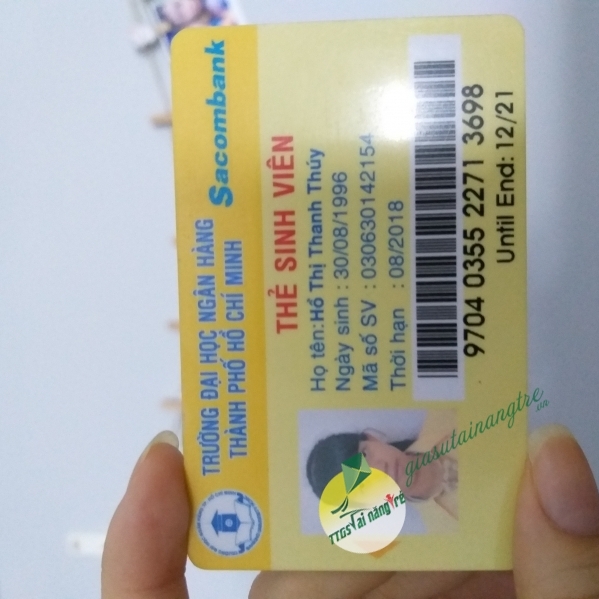 TRƯỜNG ĐẠI HỌC NGÂN HÀNG
THÀNH PHỐ HỒ CHÍ MINH
Sacombank
THẺ SINH VIÊN
Họ tên:Hồ Thị Thanh Thúy
Ngày sinh : 30/08/1996
Mã số SV : 030630142154
Thời hạn : 08/2018
9704 0355 2271 3698
Until End: 12/21
giasutainangtre
.vn
TTGS Tài năng trẻ